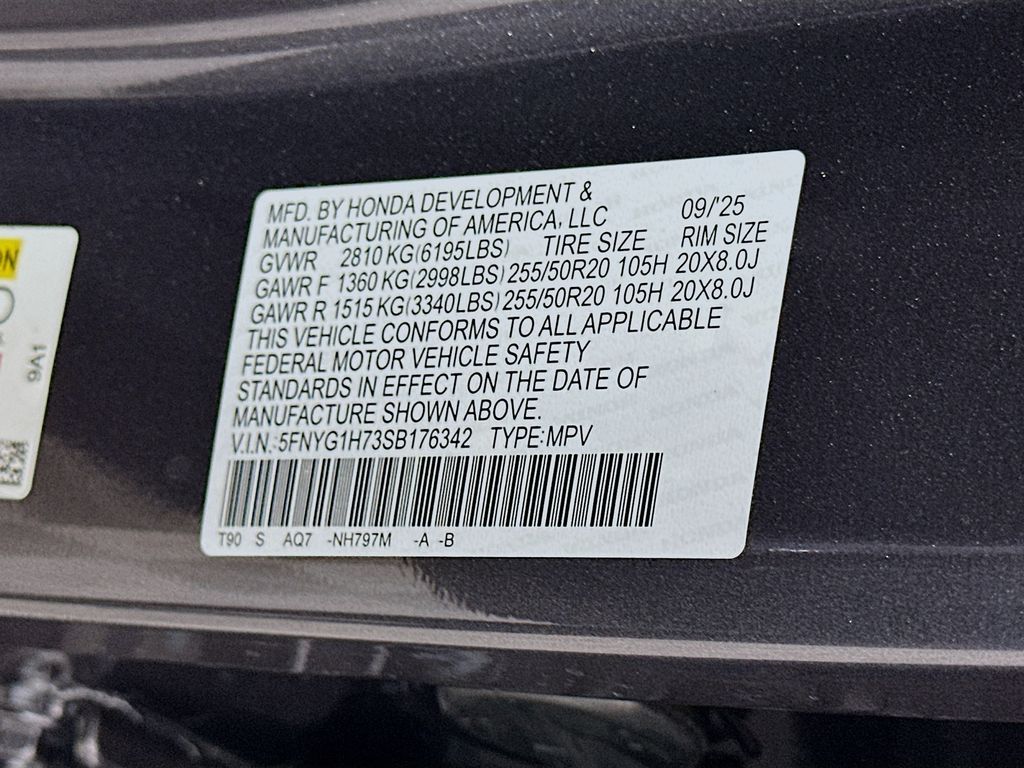 MFD. BY HONDA DEVELOPMENT &
MANUFACTURING OF AMERICA, LLC 09/'25
GVWR 2810 KG(6195LBS) TIRE SIZE RIM SIZE
GAWR F 1360 KG(2998LBS) 255/50R20 105H 20X8.0J
GAWR R 1515 KG(3340LBS) 255/50R20 105H 20X8.0J
THIS VEHICLE CONFORMS TO ALL APPLICABLE
FEDERAL MOTOR VEHICLE SAFETY
STANDARDS IN EFFECT ON THE DATE OF
MANUFACTURE SHOWN ABOVE.
V.I.N.:5FNYG1H73SB176342 TYPE:MPV
T90 S AQ7 -NH797M -A -B
9A1